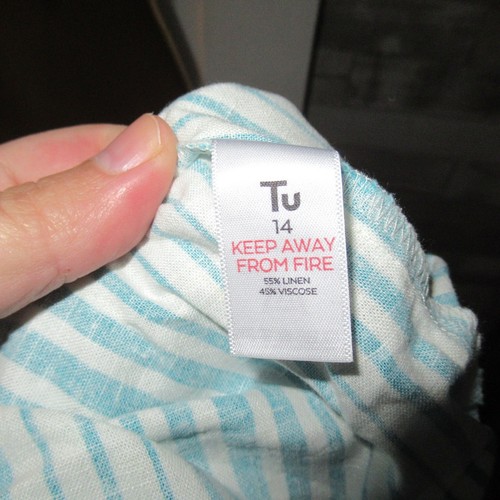 Tu
14
KEEP AWAY
FROM FIRE
55% LINEN
45% VISCOSE